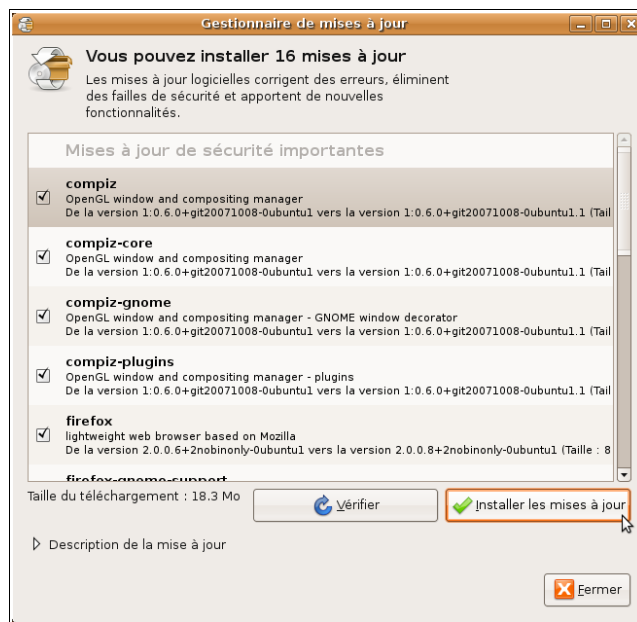 Gestionnaire de mises à jour
Vous pouvez installer 16 mises à jour
Les mises à jour logicielles corrigent des erreurs, éliminent
des failles de sécurité et apportent de nouvelles
fonctionnalités.
Mises à jour de sécurité importantes
compiz
OpenGL window and compositing manager
De la version 1:0.6.0+git20071008-0ubuntu1 vers la version 1:0.6.0+git20071008-0ubuntu1.1 (Tail
compiz-core
OpenGL window and compositing manager
De la version 1:0.6.0+git20071008-0ubuntu1 vers la version 1:0.6.0+git20071008-0ubuntu1.1 (Tail
compiz-gnome
OpenGL window and compositing manager - GNOME window decorator
De la version 1:0.6.0+git20071008-0ubuntu1 vers la version 1:0.6.0+git20071008-0ubuntu1.1 (Tail
compiz-plugins
OpenGL window and compositing manager - plugins
De la version 1:0.6.0+git20071008-0ubuntu1 vers la version 1:0.6.0+git20071008-0ubuntu1.1 (Tail
firefox
lightweight web browser based on Mozilla
De la version 2.0.0.6+2nobinonly-0ubuntu1 vers la version 2.0.0.8+2nobinonly-0ubuntu1 (Taille : 8
firefox-gnome-support
Taille du téléchargement : 18.3 Mo
Vérifier
Installer les mises à jour
Description de la mise à jour
Fermer